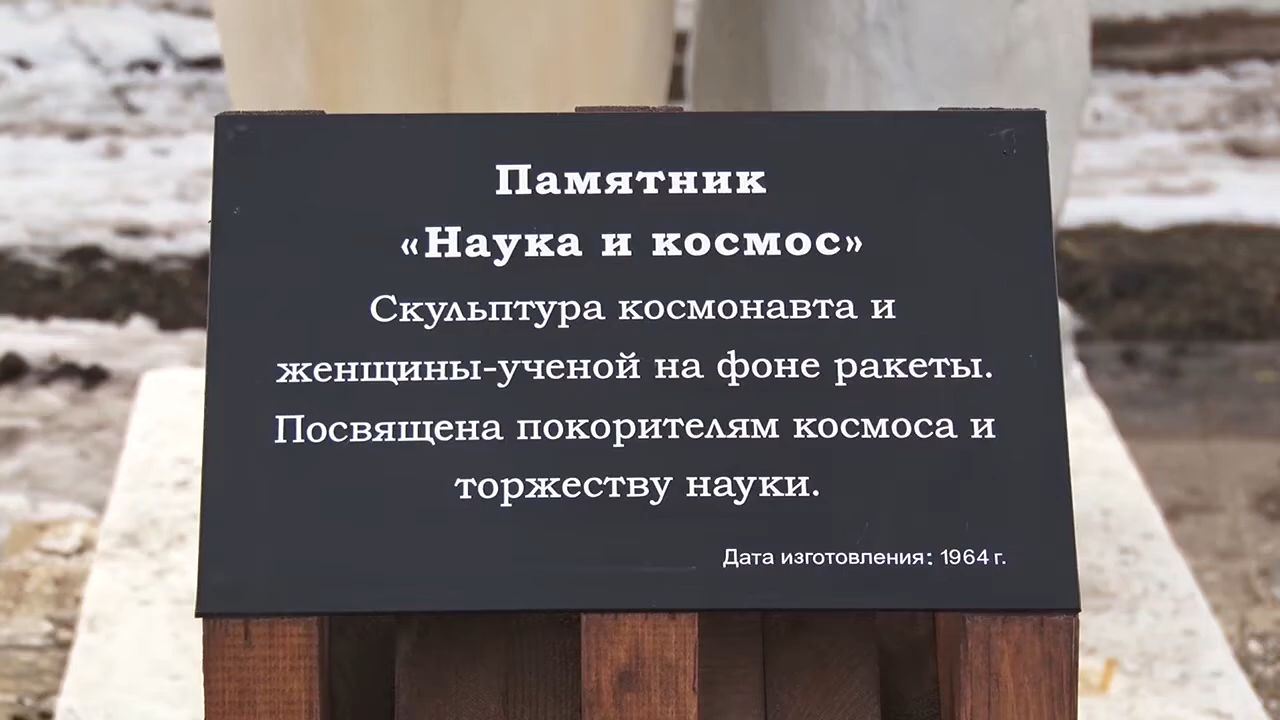 Памятник
«Наука и космос»
Скульптура космонавта и
женщины-ученой на фоне ракеты.
Посвящена покорителям космоса и
торжеству науки.
Дата изготовления: 1964 г.